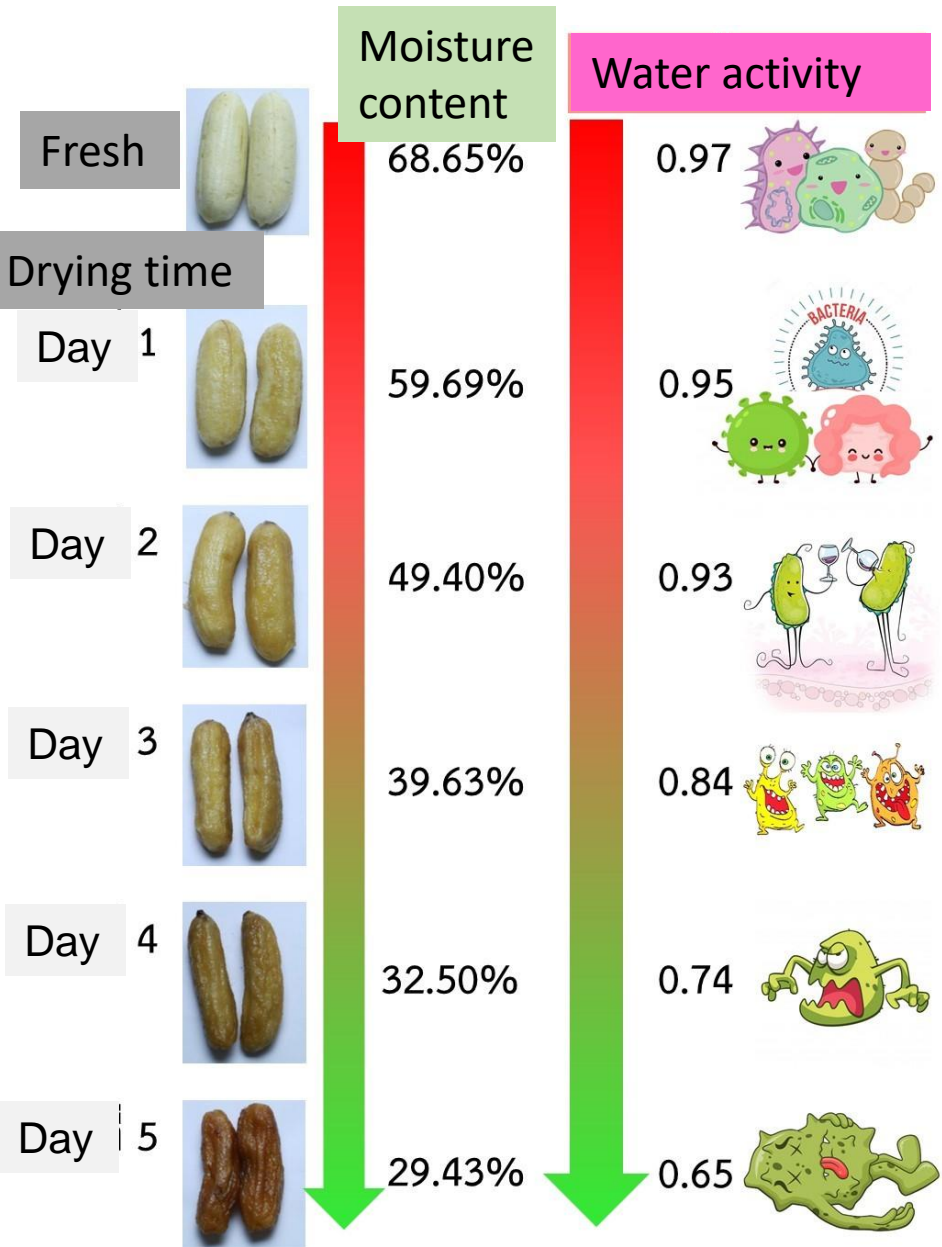 Moisture
content
Water activity
Fresh
68.65%
0.97
Drying time
Day 1
59.69%
0.95
BACTERIA
Day 2
49.40%
0.93
Day 3
39.63%
0.84
Day 4
32.50%
0.74
Day 5
29.43%
0.65